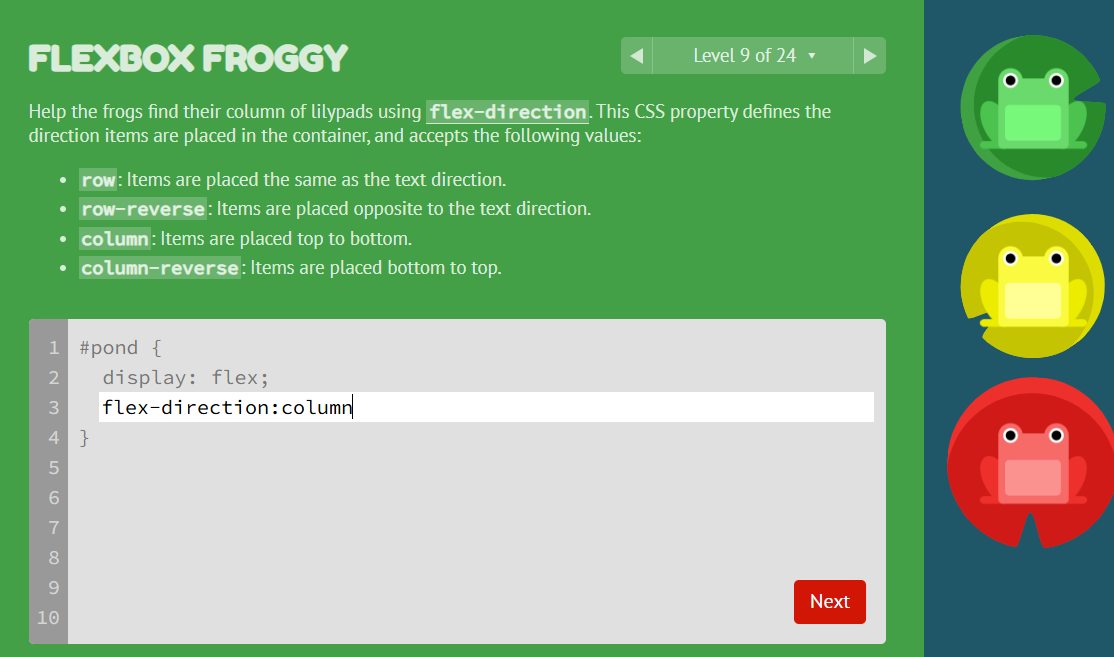 FLEXBOX FROGGY
◀ Level 9 of 24 ▼ ▶
Help the frogs find their column of lilypads using flex-direction. This CSS property defines the
direction items are placed in the container, and accepts the following values:
• row: Items are placed the same as the text direction.
• row-reverse: Items are placed opposite to the text direction.
• column: Items are placed top to bottom.
• column-reverse: Items are placed bottom to top.
1 #pond {
2 display: flex;
3 flex-direction:column
4 }
5
6
7
8
9
10
Next